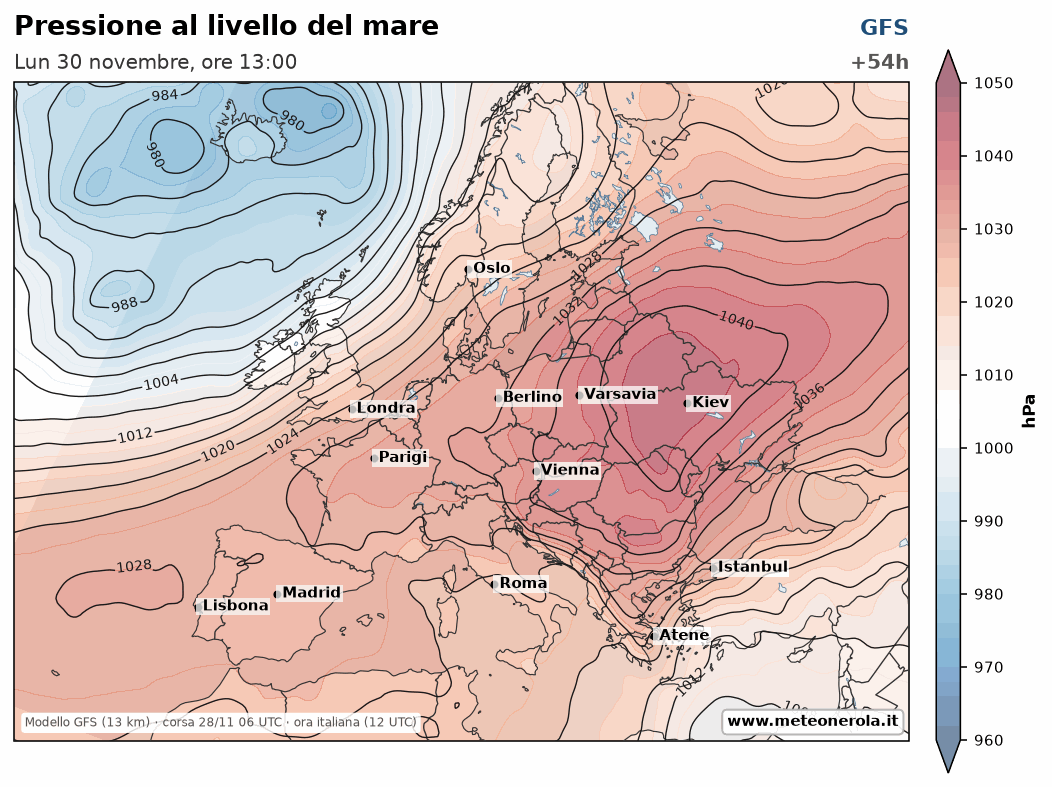 Pressione al livello del mare
GFS
Lun 30 novembre, ore 13:00
+54h
984
980
980
1020
1050
1040
1030
1020
1010
1000
990
980
970
960
hPa
988
1004
1012
1020
1024
1028
1028
1032
1040
1036
1012
Oslo
Londra
Berlino
Varsavia
Kiev
Parigi
Vienna
Istanbul
Roma
Madrid
Lisbona
Atene
Modello GFS (13 km) · corsa 28/11 06 UTC · ora italiana (12 UTC)
www.meteonerola.it